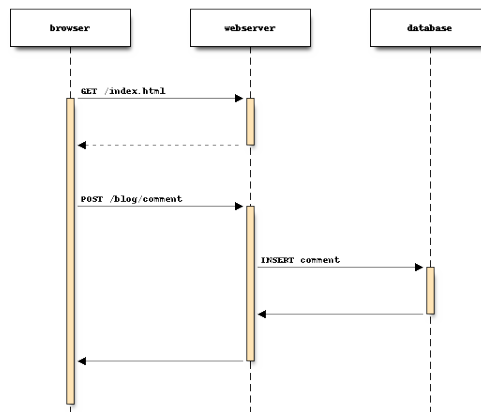 browser
webserver
database
GET /index.html
POST /blog/comment
INSERT comment